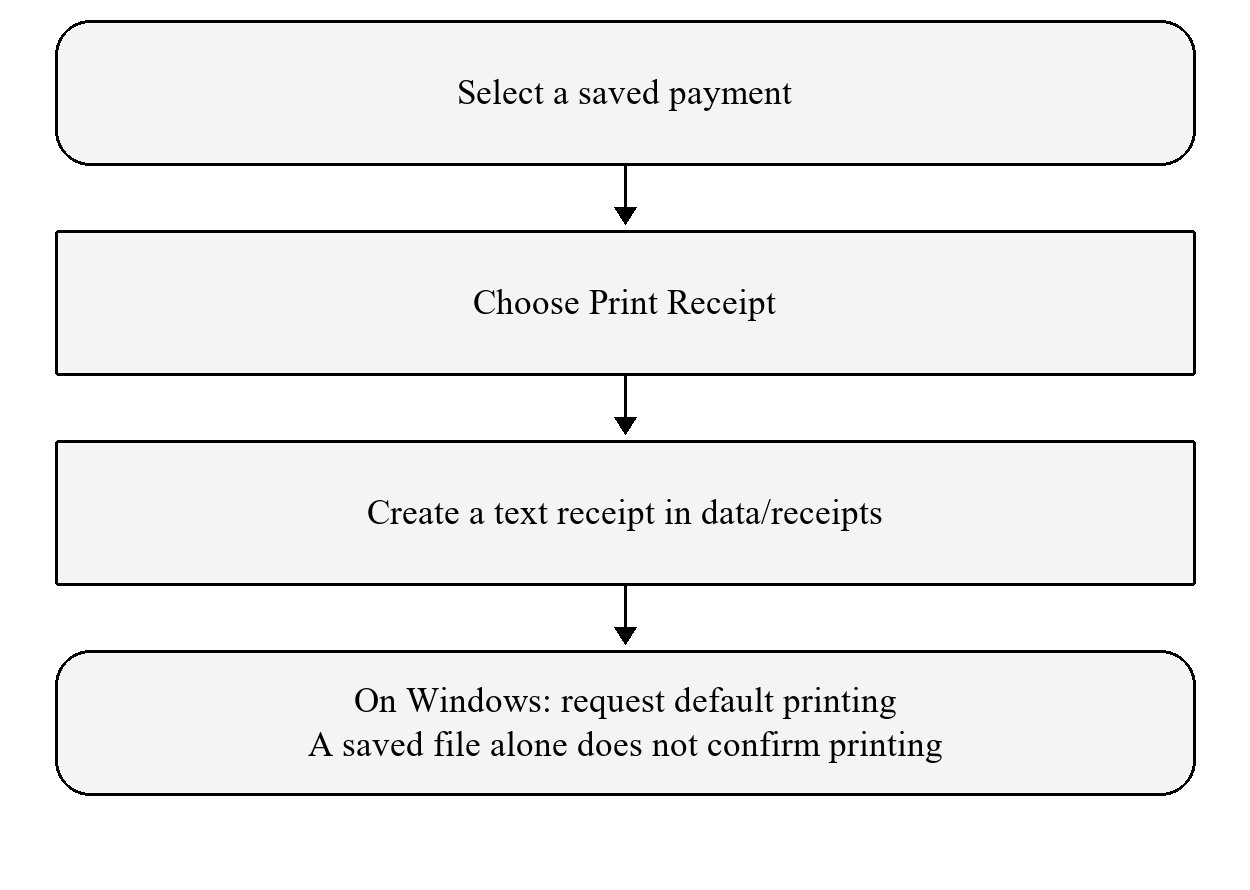 Select a saved payment
Choose Print Receipt
Create a text receipt in data/receipts
On Windows: request default printing
A saved file alone does not confirm printing